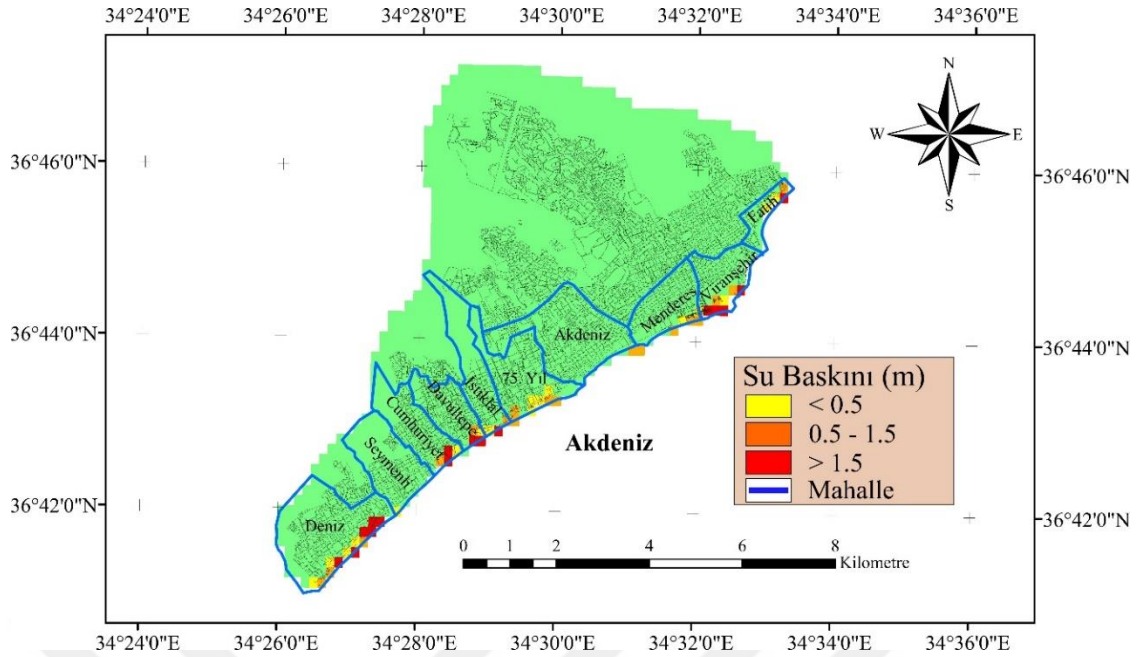 34°24'0"E 34°26'0"E 34°28'0"E 34°30'0"E 34°32'0"E 34°34'0"E 34°36'0"E
N
W E
S
36°46'0"N 36°46'0"N
Fatih
Viranşehir
Menderes
36°44'0"N 36°44'0"N
Akdeniz
75. Yıl
İstiklal
Davultepe
Cumhuriyet
Seymenli
Akdeniz
Su Baskını (m)
< 0.5
0.5 - 1.5
> 1.5
Mahalle
36°42'0"N 36°42'0"N
Deniz
0 1 2 4 6 8
Kilometre
34°24'0"E 34°26'0"E 34°28'0"E 34°30'0"E 34°32'0"E 34°34'0"E 34°36'0"E